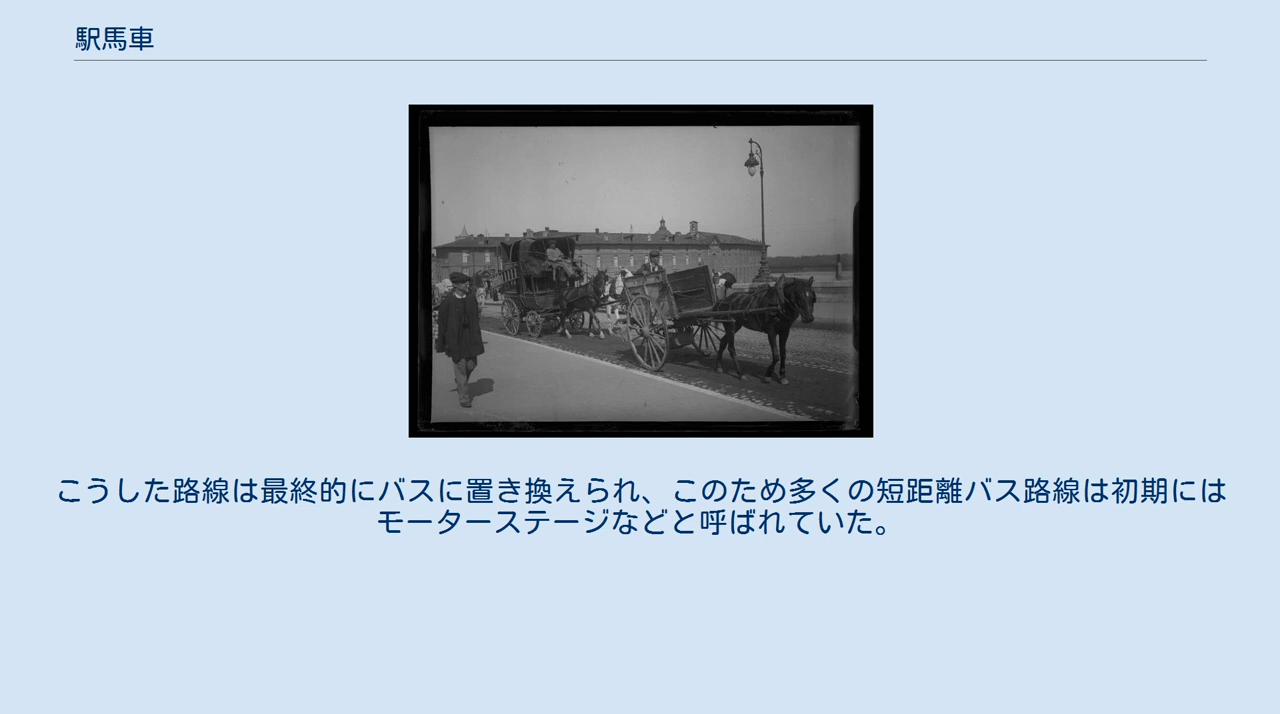 駅馬車
こうした路線は最終的にバスに置き換えられ、このため多くの短距離バス路線は初期には
モーターステージなどと呼ばれていた。